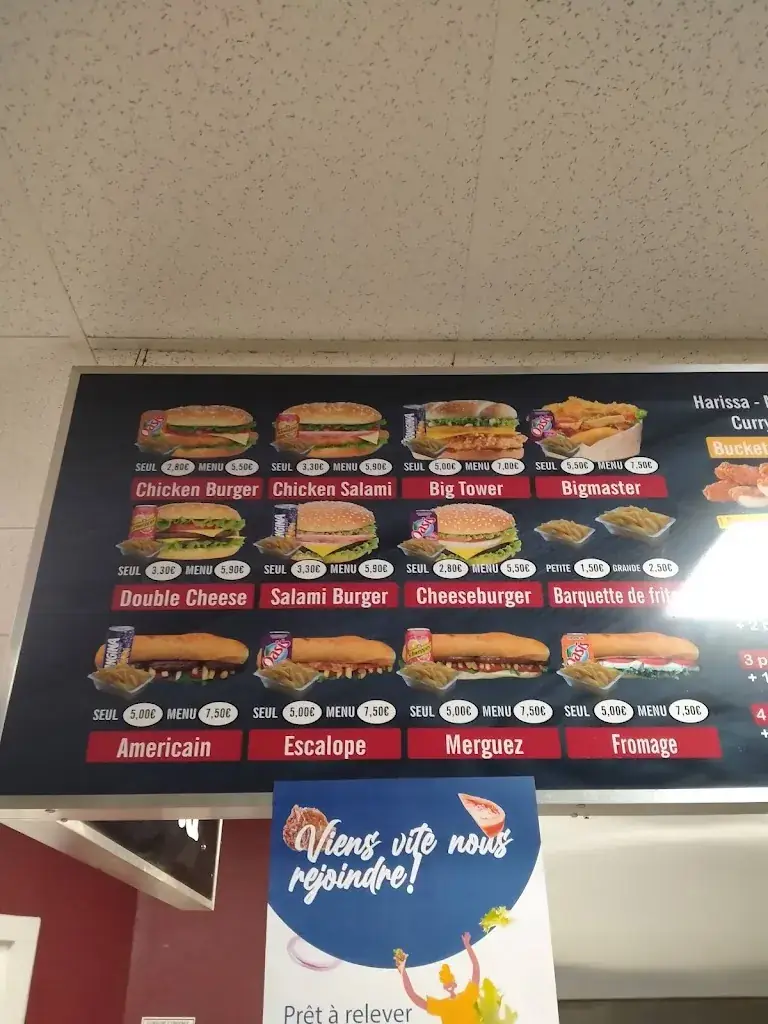 Harissa -
Curry
Bucket
SEUL 2,80€ MENU 5,50€
Chicken Burger
SEUL 3,30€ MENU 5,90€
Chicken Salami
SEUL 5,00€ MENU 7,00€
Big Tower
SEUL 5,50€ MENU 7,50€
Bigmaster
SEUL 3,30€ MENU 5,90€
Double Cheese
SEUL 3,30€ MENU 5,90€
Salami Burger
SEUL 2,80€ MENU 5,50€
Cheeseburger
PETITE 1,50€ GRANDE 2,50€
Barquette de frite
SEUL 5,00€ MENU 7,50€
Americain
SEUL 5,00€ MENU 7,50€
Escalope
SEUL 5,00€ MENU 7,50€
Merguez
SEUL 5,00€ MENU 7,50€
Fromage
+ 2
3 p
+ 1
4
+
Viens vite nous
rejoindre!
Prêt à relever